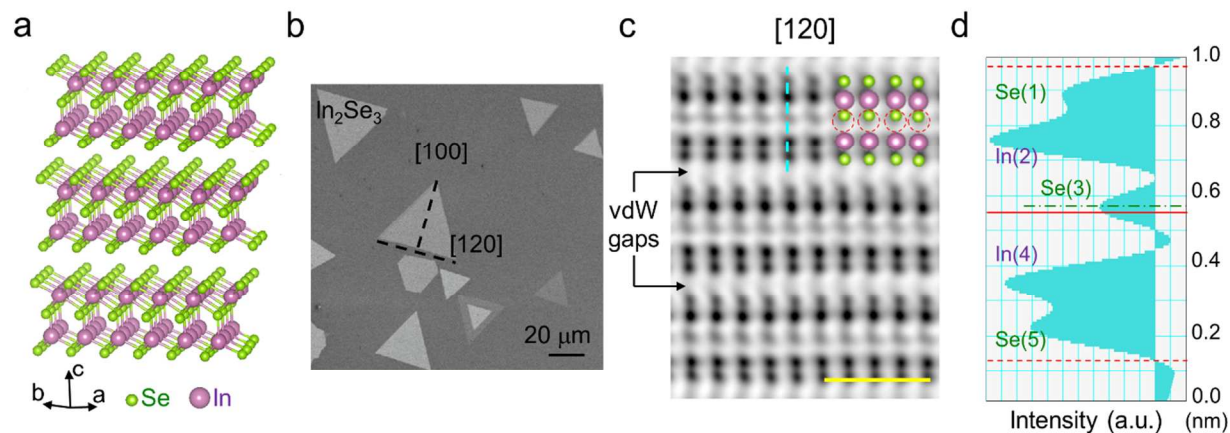 a
b
c
d
[120]
In₂Se₃
[100]
[120]
20 μm
vdW
gaps
Se(1)
In(2)
Se(3)
In(4)
Se(5)
1.0
0.8
0.6
0.4
0.2
0.0
c
b
a
Se
In
Intensity (a.u.)
(nm)